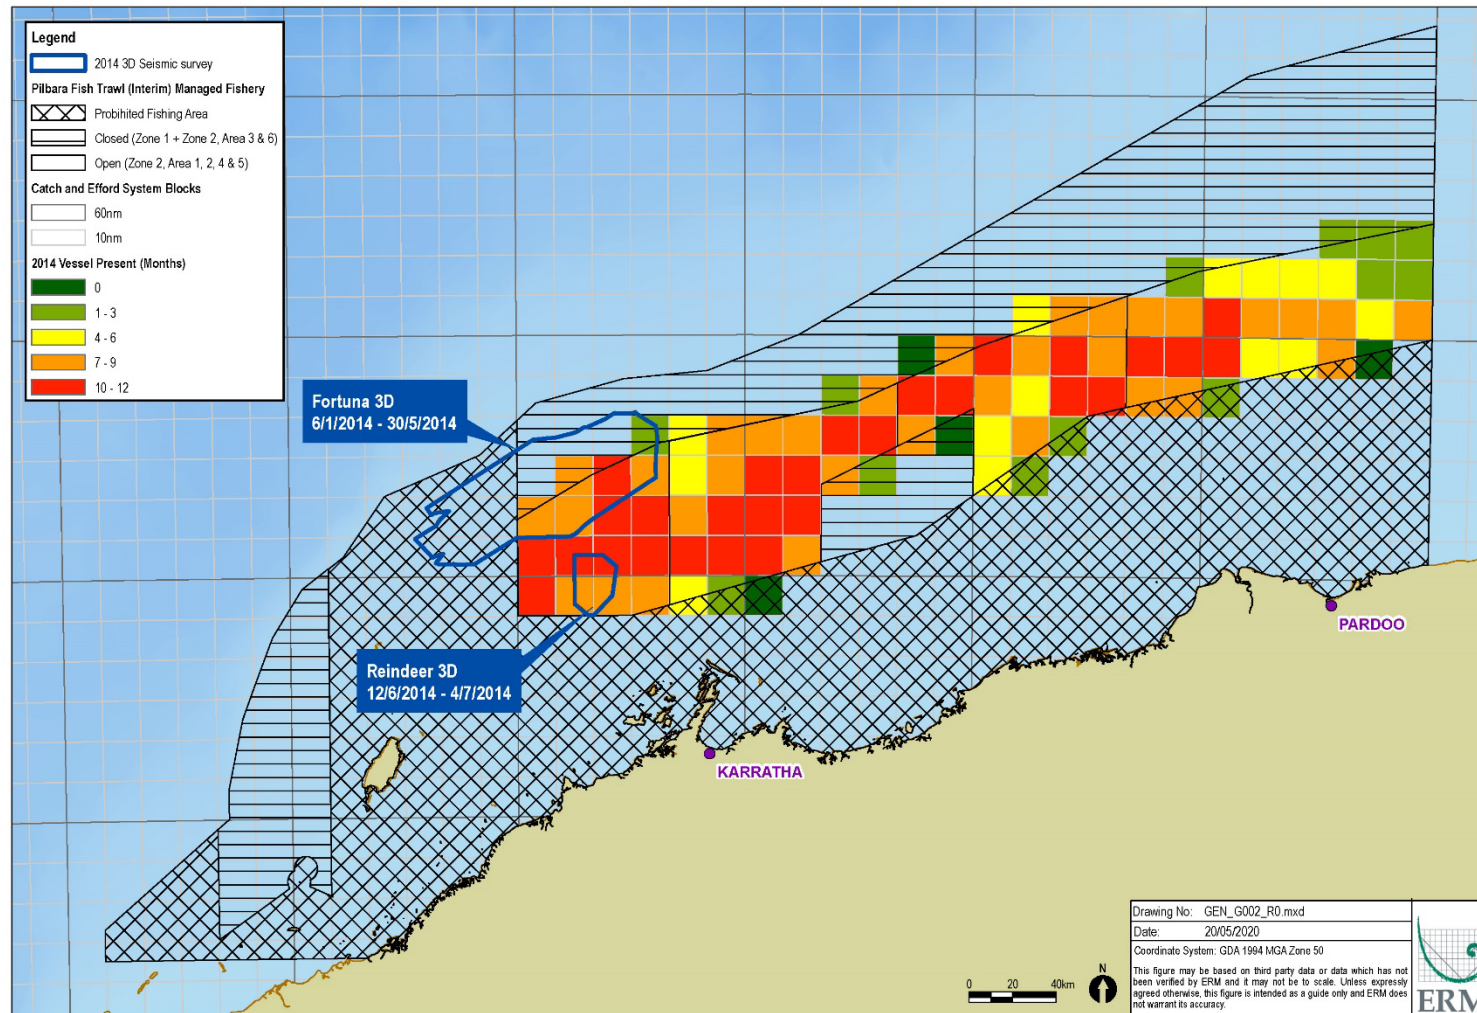 Legend
2014 3D Seismic survey
Pilbara Fish Trawl (Interim) Managed Fishery
Prohibited Fishing Area
Closed (Zone 1 + Zone 2, Area 3 & 6)
Open (Zone 2, Area 1, 2, 4 & 5)
Catch and Efford System Blocks
60nm
10nm
2014 Vessel Present (Months)
0
1 - 3
4 - 6
7 - 9
10 - 12
Fortuna 3D
6/1/2014 - 30/5/2014
Reindeer 3D
12/6/2014 - 4/7/2014
PARDOO
KARRATHA
0 20 40km
N
Drawing No: GEN_G002_R0.mxd
Date: 20/05/2020
Coordinate System: GDA 1994 MGA Zone 50
This figure may be based on third party data or data which has not
been verified by ERM and it may not be to scale. Unless expressly
agreed otherwise, this figure is intended as a guide only and ERM does
not warrant its accuracy.
ERM